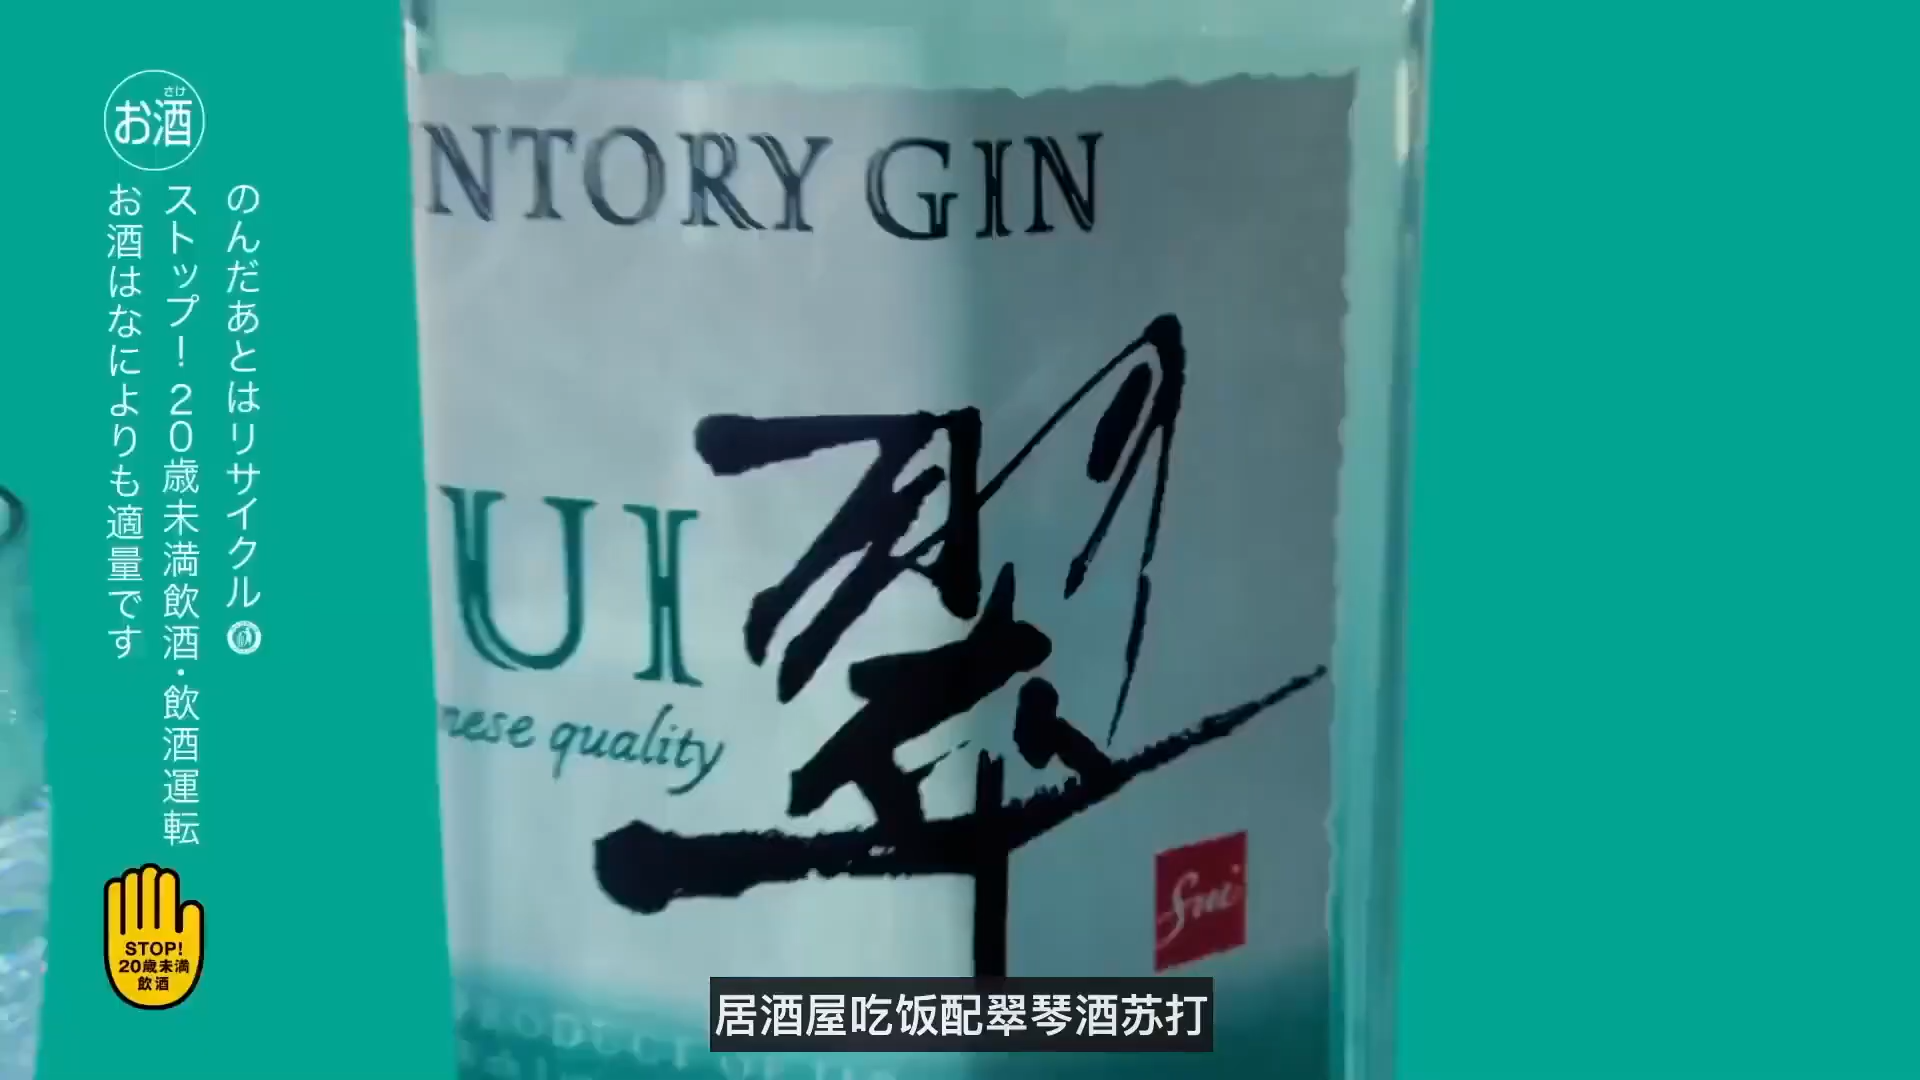 さけ
お酒
のんだあとはリサイクル
ストップ!20歳未満飲酒・飲酒運転
お酒はなによりも適量です
STOP!
20歳未満
飲酒
NTORY GIN
UI
翠
nese quality
sui
PRODUCT OF
居酒屋吃饭配翠琴酒苏打